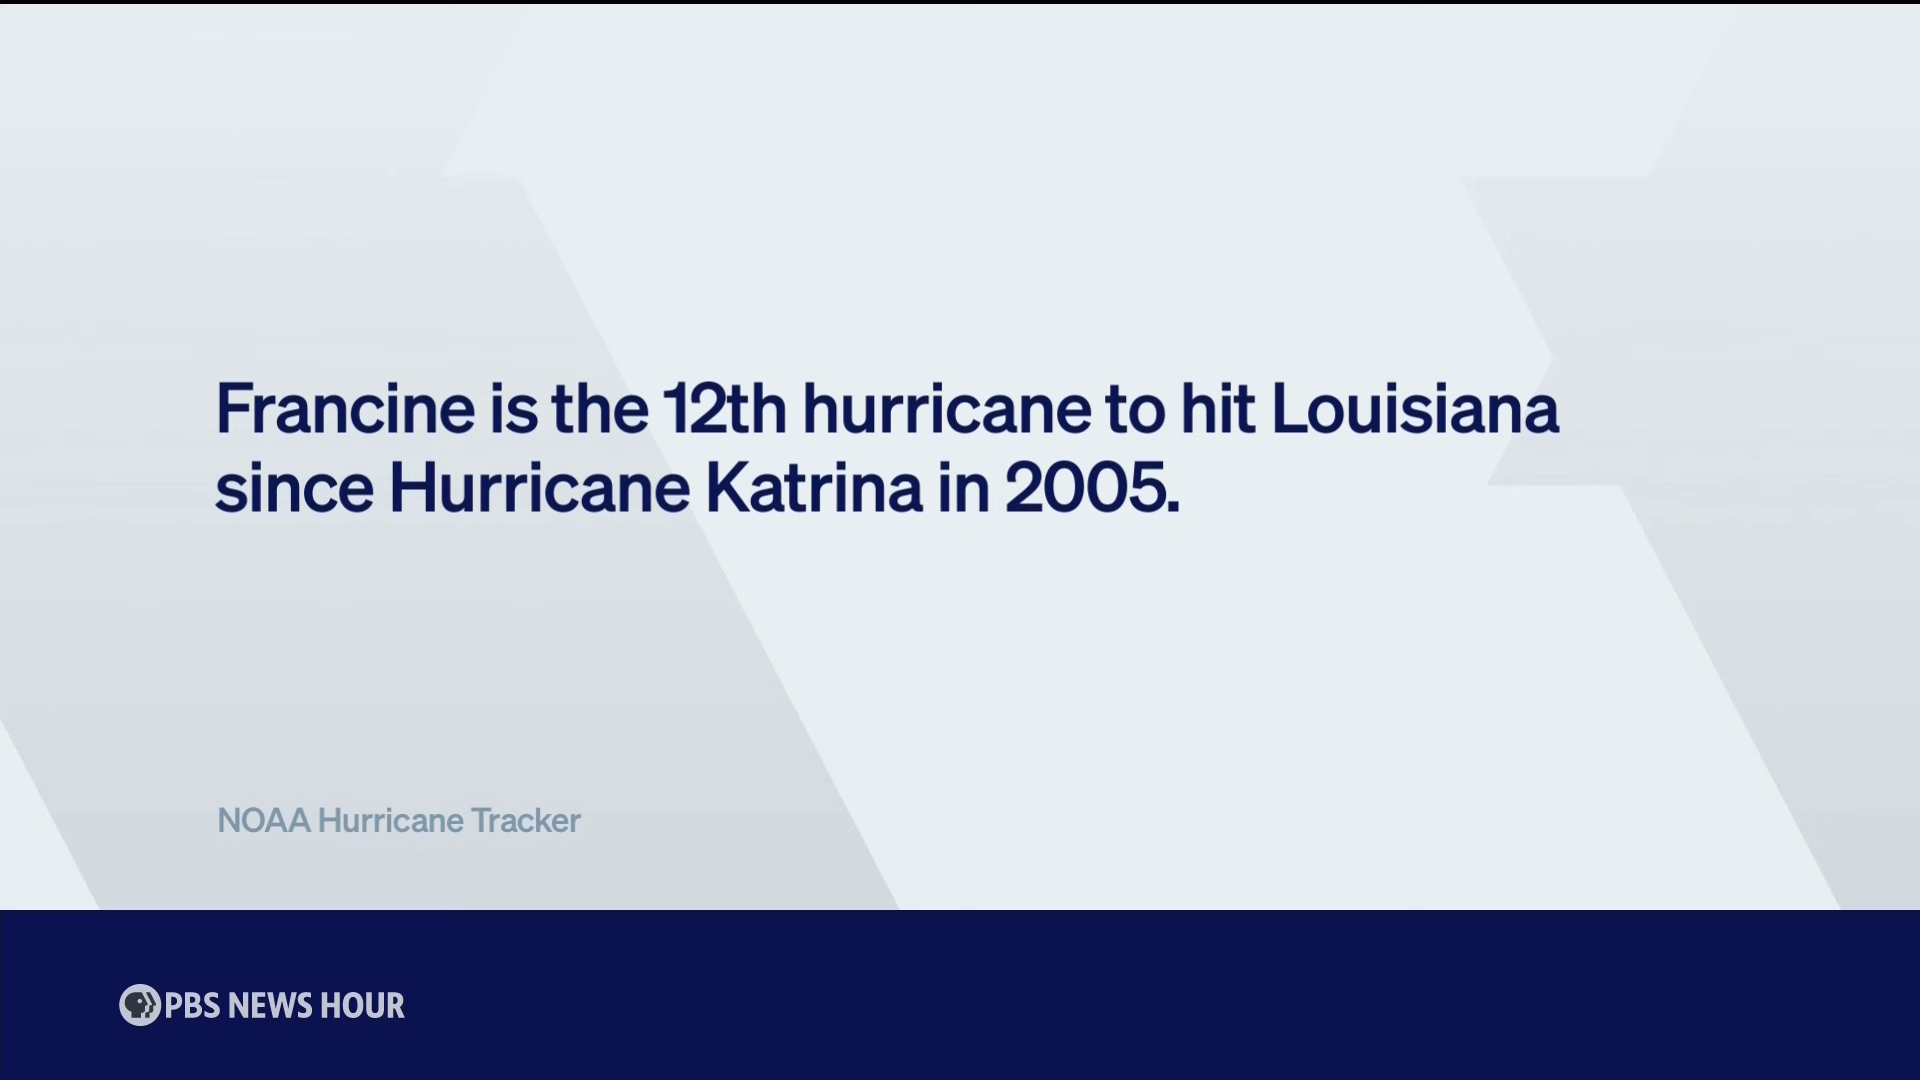 Francine is the 12th hurricane to hit Louisiana
since Hurricane Katrina in 2005.
NOAA Hurricane Tracker
PBS NEWS HOUR